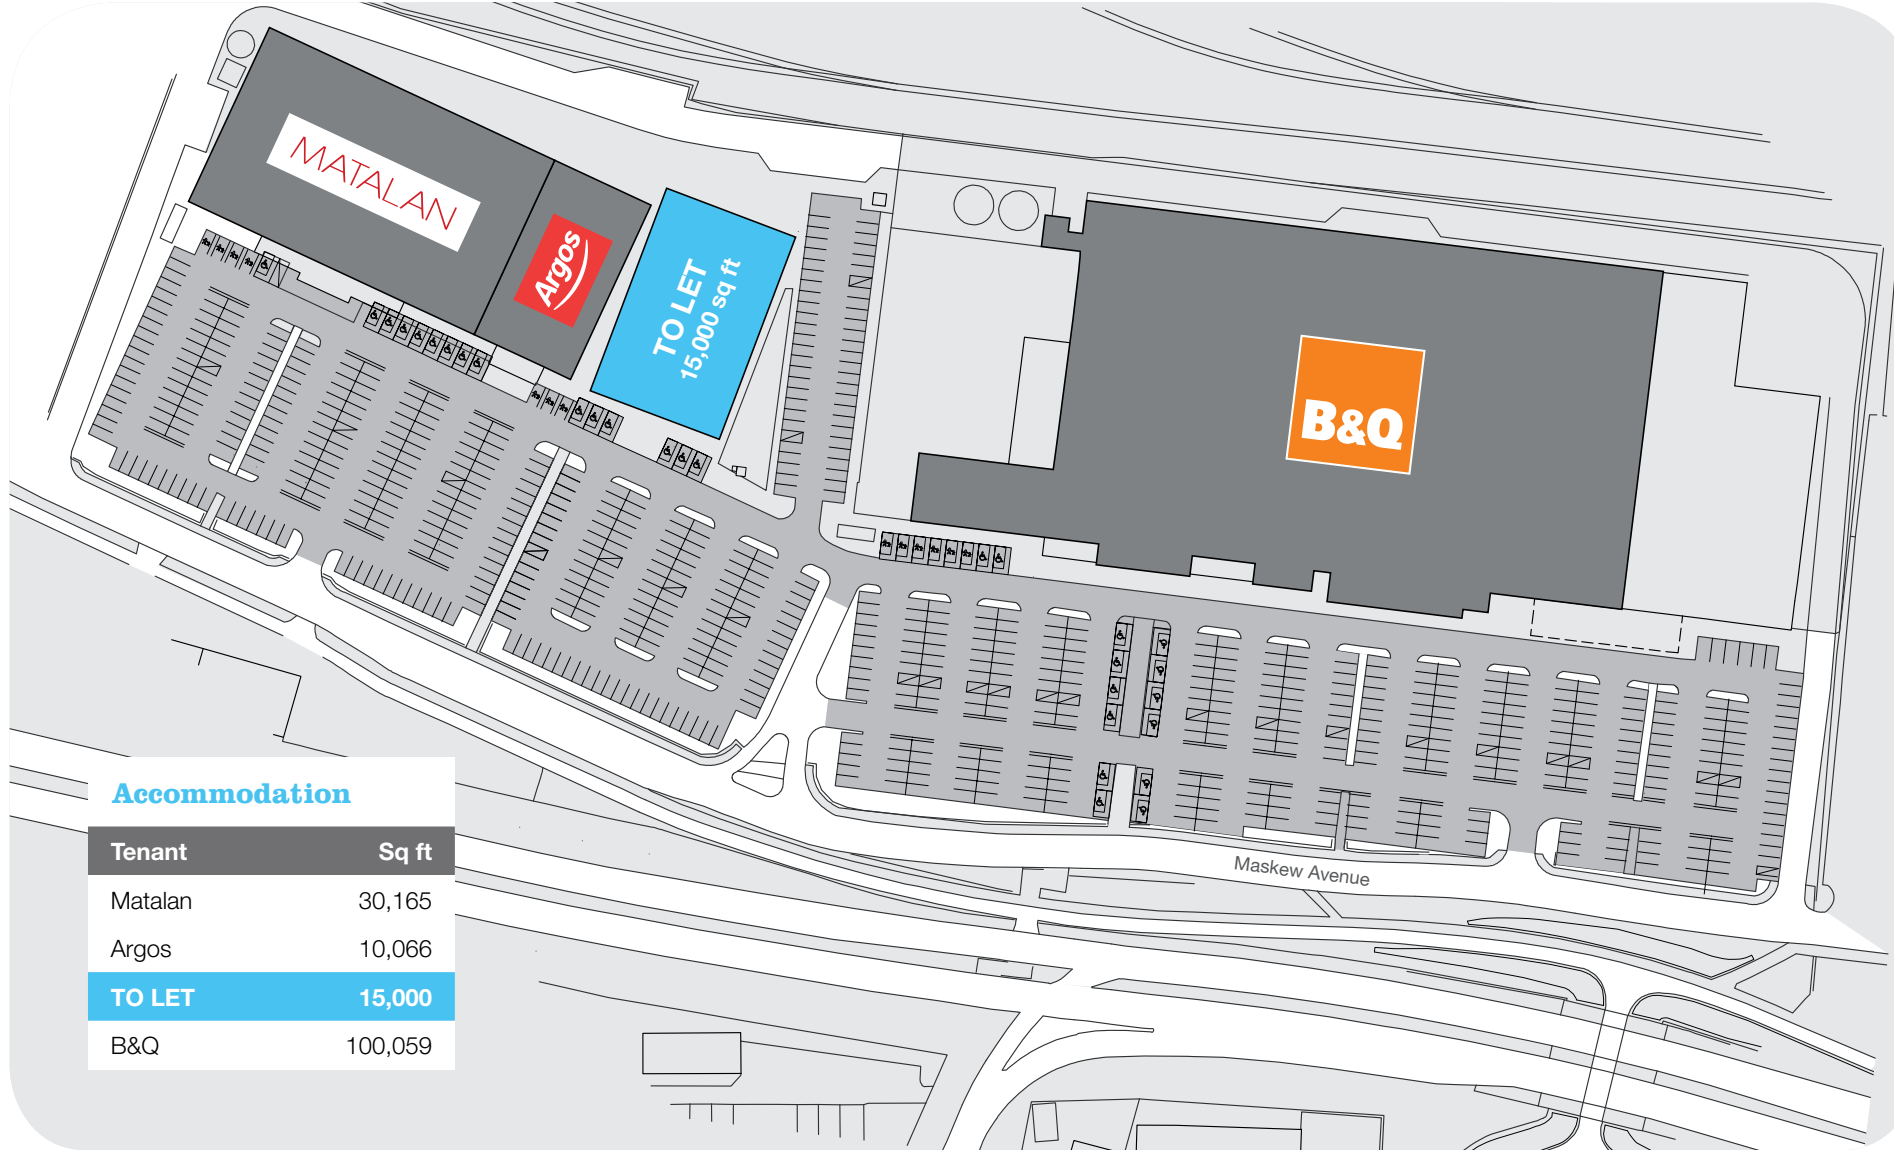 MATALAN
Argos
TO LET
15,000 sq ft
B&Q
Maskew Avenue
Accommodation
Tenant Sq ft
Matalan 30,165
Argos 10,066
TO LET 15,000
B&Q 100,059